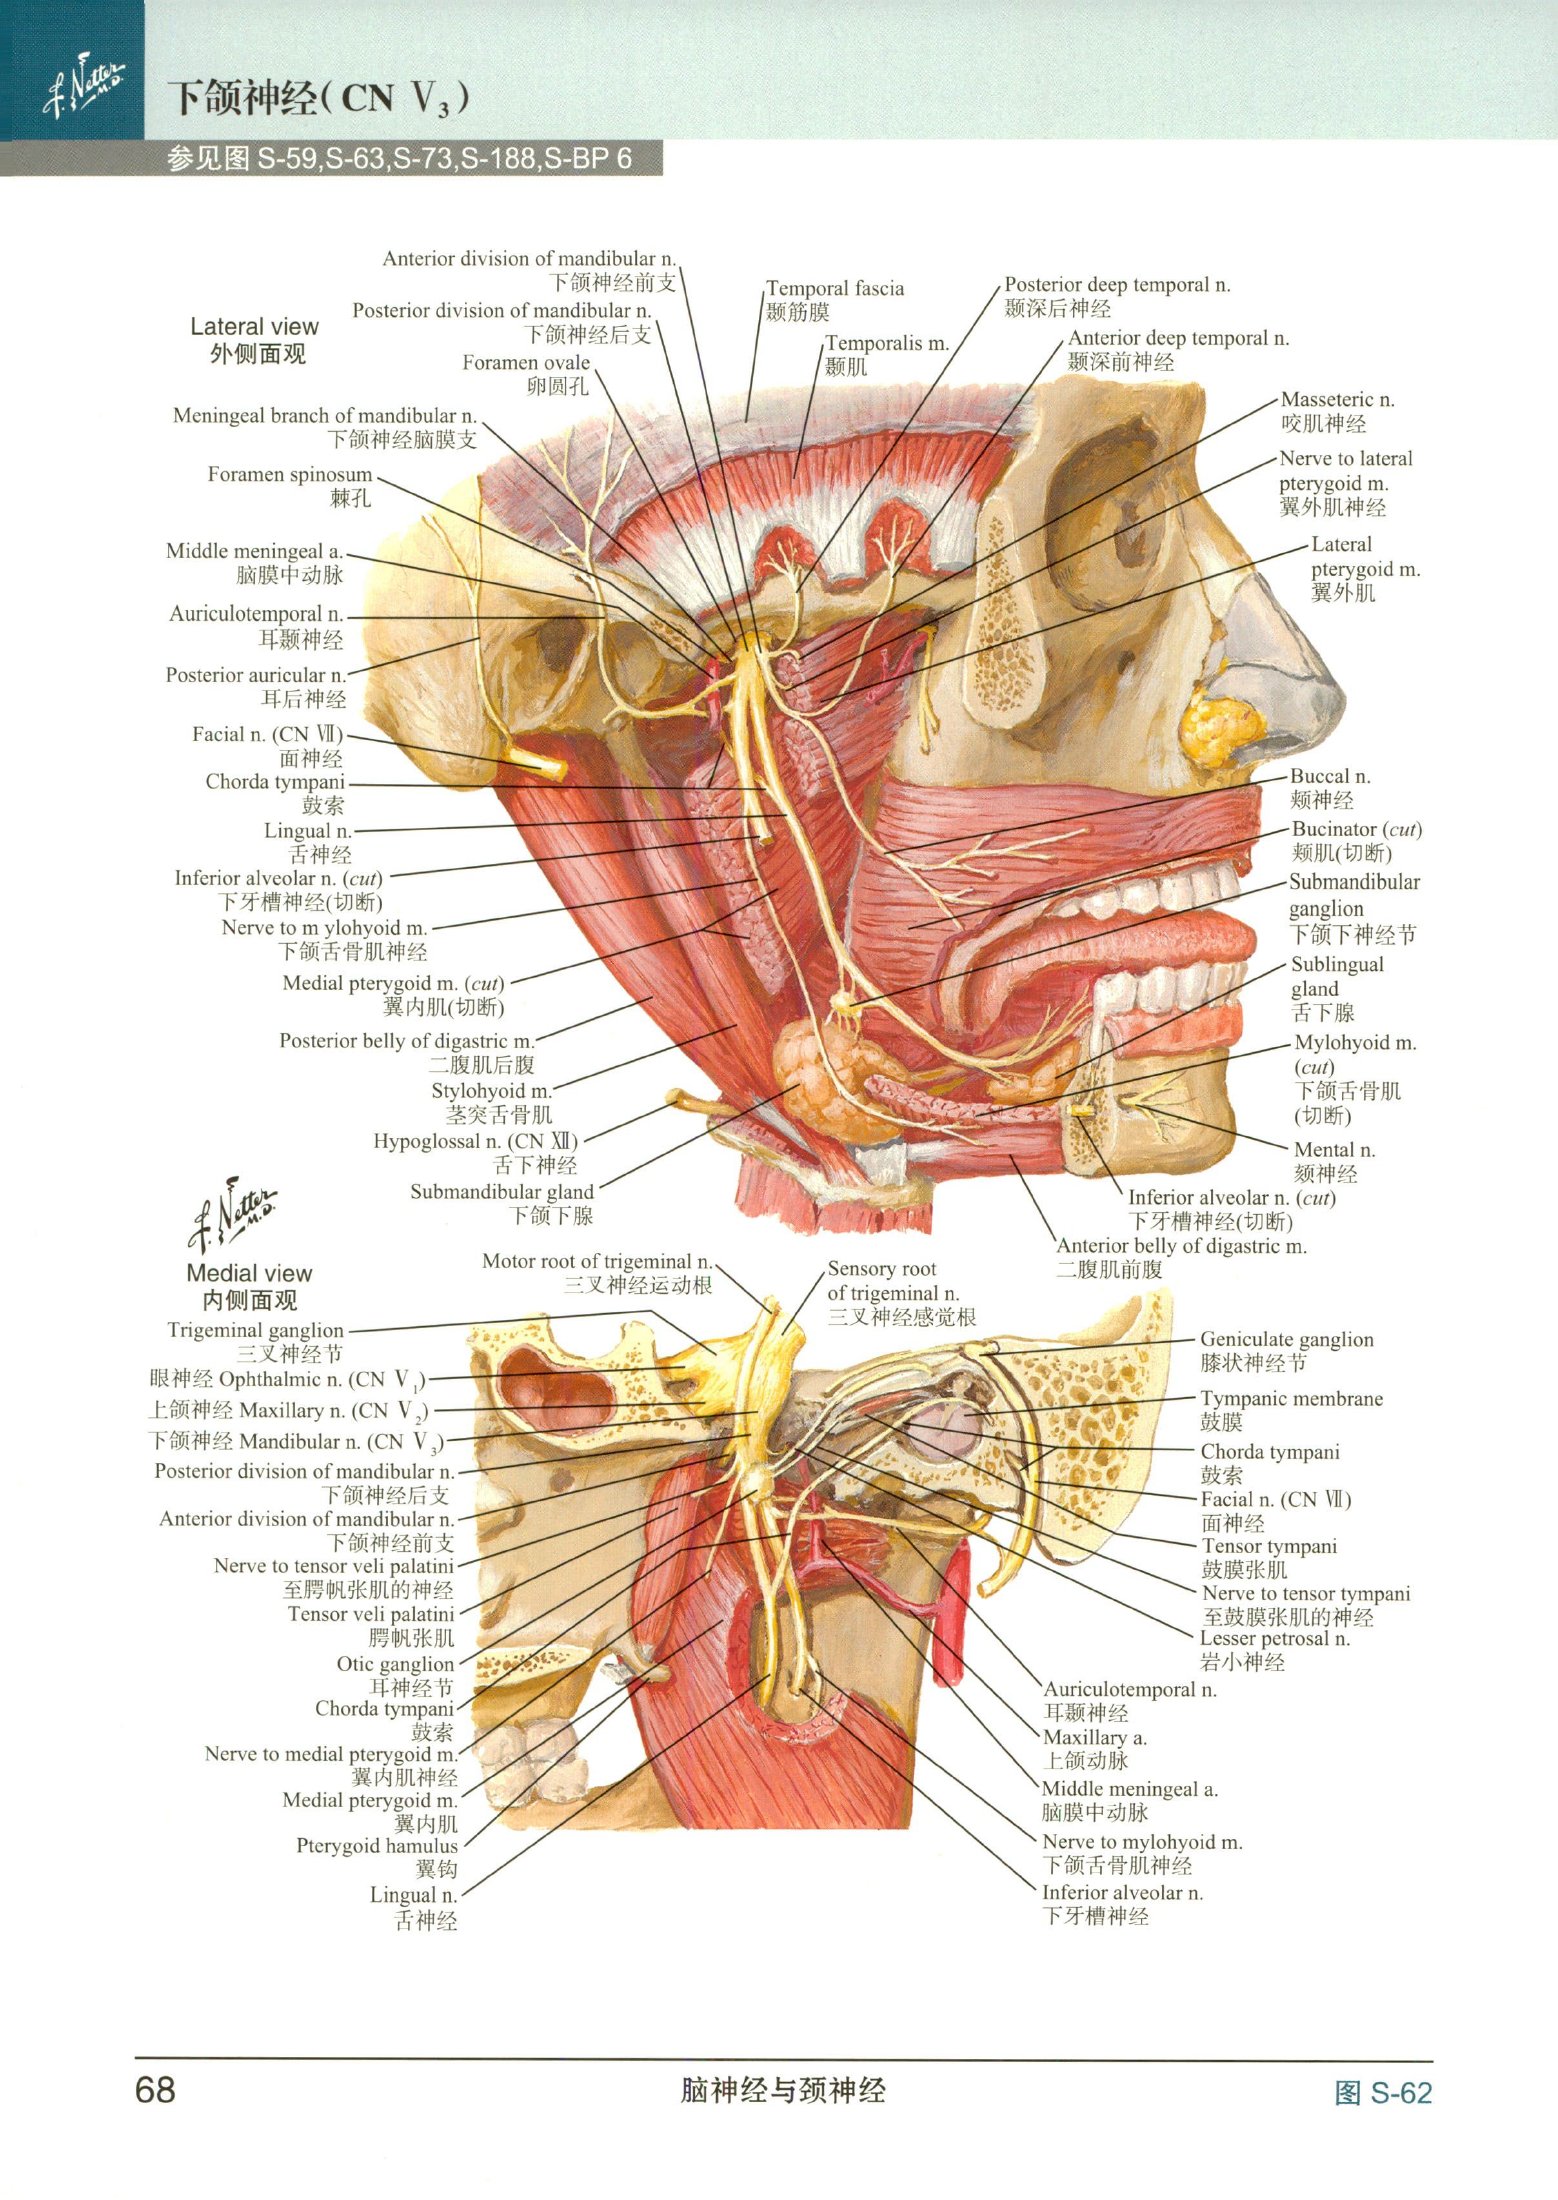 F. Netter M.D.
下颌神经(CN V₃)
参见图 S-59,S-63,S-73,S-188,S-BP 6
Lateral view
外侧面观
Anterior division of mandibular n.
下颌神经前支
Posterior division of mandibular n.
下颌神经后支
Foramen ovale
卵圆孔
Meningeal branch of mandibular n.
下颌神经脑膜支
Foramen spinosum
棘孔
Middle meningeal a.
脑膜中动脉
Auriculotemporal n.
耳颞神经
Posterior auricular n.
耳后神经
Facial n. (CN Ⅶ)
面神经
Chorda tympani
鼓索
Lingual n.
舌神经
Inferior alveolar n. (cut)
下牙槽神经(切断)
Nerve to m ylohyoid m.
下颌舌骨肌神经
Medial pterygoid m. (cut)
翼内肌(切断)
Posterior belly of digastric m.
二腹肌后腹
Stylohyoid m.
茎突舌骨肌
Hypoglossal n. (CN Ⅻ)
舌下神经
Submandibular gland
下颌下腺
Temporal fascia
颞筋膜
Temporalis m.
颞肌
Posterior deep temporal n.
颞深后神经
Anterior deep temporal n.
颞深前神经
Masseteric n.
咬肌神经
Nerve to lateral
pterygoid m.
翼外肌神经
Lateral
pterygoid m.
翼外肌
Buccal n.
颊神经
Bucinator (cut)
颊肌(切断)
Submandibular
ganglion
下颌下神经节
Sublingual
gland
舌下腺
Mylohyoid m.
(cut)
下颌舌骨肌
(切断)
Mental n.
颏神经
Inferior alveolar n. (cut)
下牙槽神经(切断)
Anterior belly of digastric m.
二腹肌前腹
F. Netter M.D.
Medial view
内侧面观
Motor root of trigeminal n.
三叉神经运动根
Sensory root
of trigeminal n.
三叉神经感觉根
Trigeminal ganglion
三叉神经节
眼神经 Ophthalmic n. (CN V₁)
上颌神经 Maxillary n. (CN V₂)
下颌神经 Mandibular n. (CN V₃)
Posterior division of mandibular n.
下颌神经后支
Anterior division of mandibular n.
下颌神经前支
Nerve to tensor veli palatini
至腭帆张肌的神经
Tensor veli palatini
腭帆张肌
Otic ganglion
耳神经节
Chorda tympani
鼓索
Nerve to medial pterygoid m.
翼内肌神经
Medial pterygoid m.
翼内肌
Pterygoid hamulus
翼钩
Lingual n.
舌神经
Geniculate ganglion
膝状神经节
Tympanic membrane
鼓膜
Chorda tympani
鼓索
Facial n. (CN Ⅶ)
面神经
Tensor tympani
鼓膜张肌
Nerve to tensor tympani
至鼓膜张肌的神经
Lesser petrosal n.
岩小神经
Auriculotemporal n.
耳颞神经
Maxillary a.
上颌动脉
Middle meningeal a.
脑膜中动脉
Nerve to mylohyoid m.
下颌舌骨肌神经
Inferior alveolar n.
下牙槽神经
68
脑神经与颈神经
图 S-62